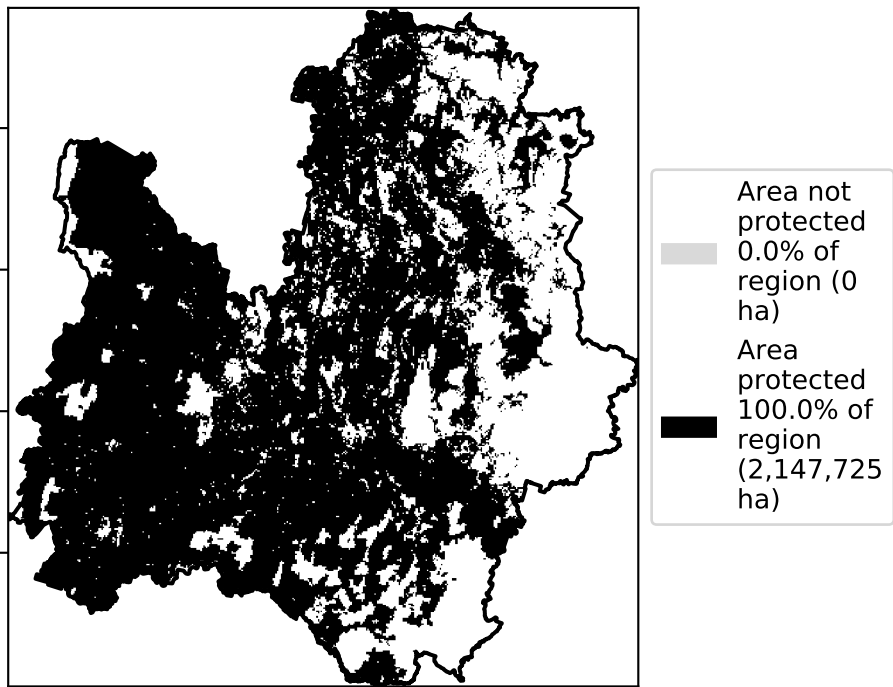 Area not
protected
0.0% of
region (0
ha)
Area
protected
100.0% of
region
(2,147,725
ha)